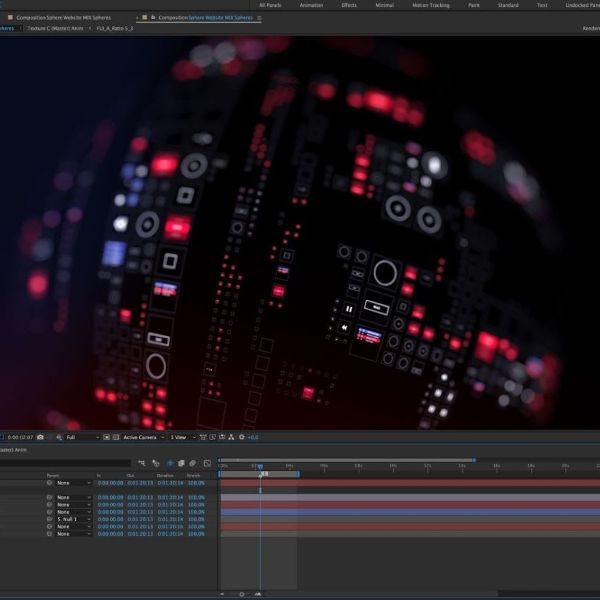 All Panels Animation Effects Minimal Motion Tracking Paint Standard Text Undocked Pane
Composition Sphere Website MIX Spheres Composition Sphere Website MIX Spheres
pheres Texture C (Master) Anim FUI_A_Ratio 5_3 Render
0:00:02:07 Full Active Camera 1 View +0,0
aster) Anim
Parent In Out Duration Stretch
None 0:00:00:00 0:01:20:13 0:01:20:14 100,0%
None 0:00:00:00 0:01:20:13 0:01:20:14 100,0%
None 0:00:00:00 0:01:20:13 0:01:20:14 100,0%
None 0:00:00:00 0:01:20:13 0:01:20:14 100,0%
5. Null 1 0:00:00:00 0:01:20:13 0:01:20:14 100,0%
None 0:00:00:00 0:01:20:13 0:01:20:14 100,0%
None 0:00:00:00 0:01:20:13 0:01:20:14 100,0%